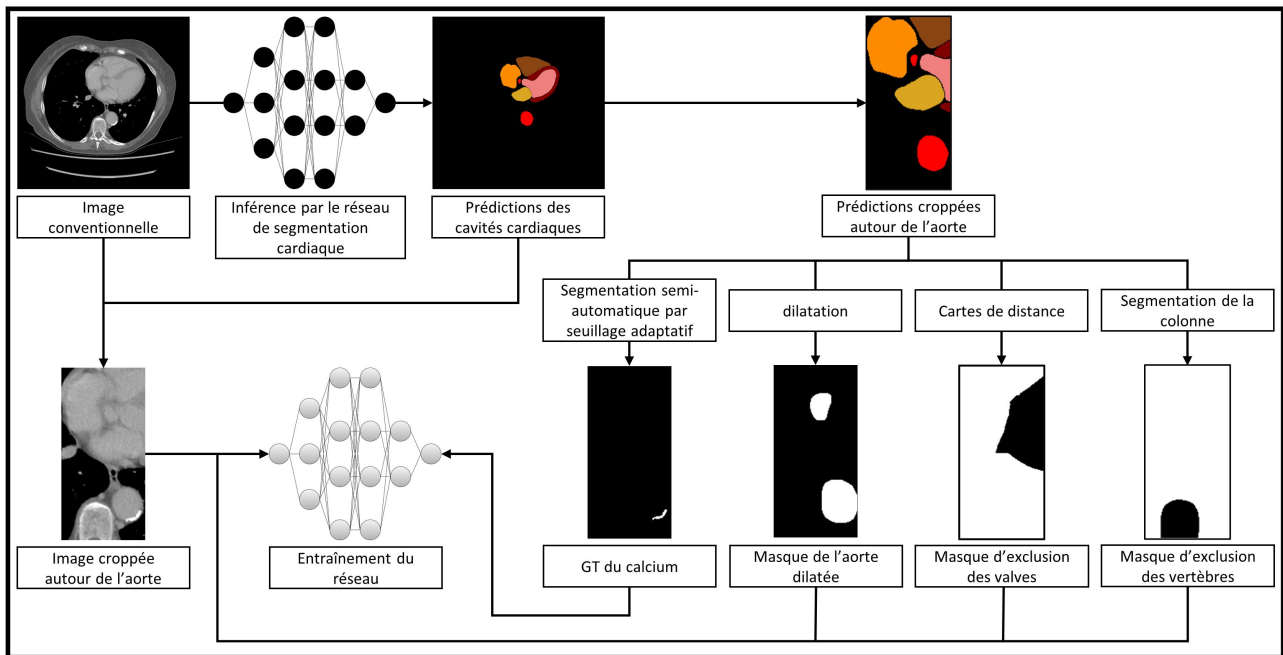 Image
conventionnelle
Inférence par le réseau
de segmentation
cardiaque
Prédictions des
cavités cardiaques
Prédictions croppées
autour de l'aorte
Segmentation semi-
automatique par
seuillage adaptatif
dilatation
Cartes de distance
Segmentation de la
colonne
Image croppée
autour de l'aorte
Entraînement du
réseau
GT du calcium
Masque de l'aorte
dilatée
Masque d'exclusion
des valves
Masque d'exclusion
des vertèbres